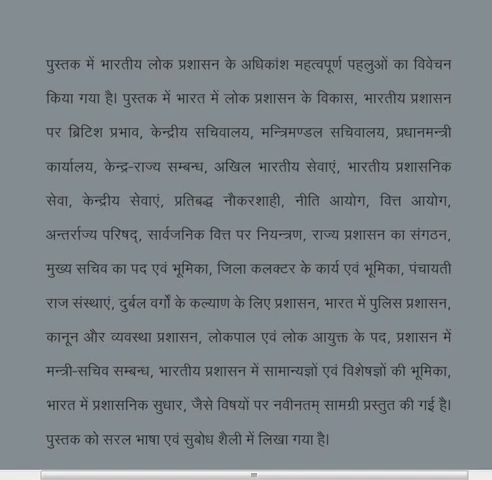 पुस्तक में भारतीय लोक प्रशासन के अधिकांश महत्वपूर्ण पहलुओं का विवेचन
किया गया है। पुस्तक में भारत में लोक प्रशासन के विकास, भारतीय प्रशासन
पर ब्रिटिश प्रभाव, केन्द्रीय सचिवालय, मन्त्रिमण्डल सचिवालय, प्रधानमन्त्री
कार्यालय, केन्द्र-राज्य सम्बन्ध, अखिल भारतीय सेवाएं, भारतीय प्रशासनिक
सेवा, केन्द्रीय सेवाएं, प्रतिबद्ध नौकरशाही, नीति आयोग, वित्त आयोग,
अन्तर्राज्य परिषद्, सार्वजनिक वित्त पर नियन्त्रण, राज्य प्रशासन का संगठन,
मुख्य सचिव का पद एवं भूमिका, जिला कलक्टर के कार्य एवं भूमिका, पंचायती
राज संस्थाएं, दुर्बल वर्गों के कल्याण के लिए प्रशासन, भारत में पुलिस प्रशासन,
कानून और व्यवस्था प्रशासन, लोकपाल एवं लोक आयुक्त के पद, प्रशासन में
मन्त्री-सचिव सम्बन्ध, भारतीय प्रशासन में सामान्यज्ञों एवं विशेषज्ञों की भूमिका,
भारत में प्रशासनिक सुधार, जैसे विषयों पर नवीनतम् सामग्री प्रस्तुत की गई है।
पुस्तक को सरल भाषा एवं सुबोध शैली में लिखा गया है।